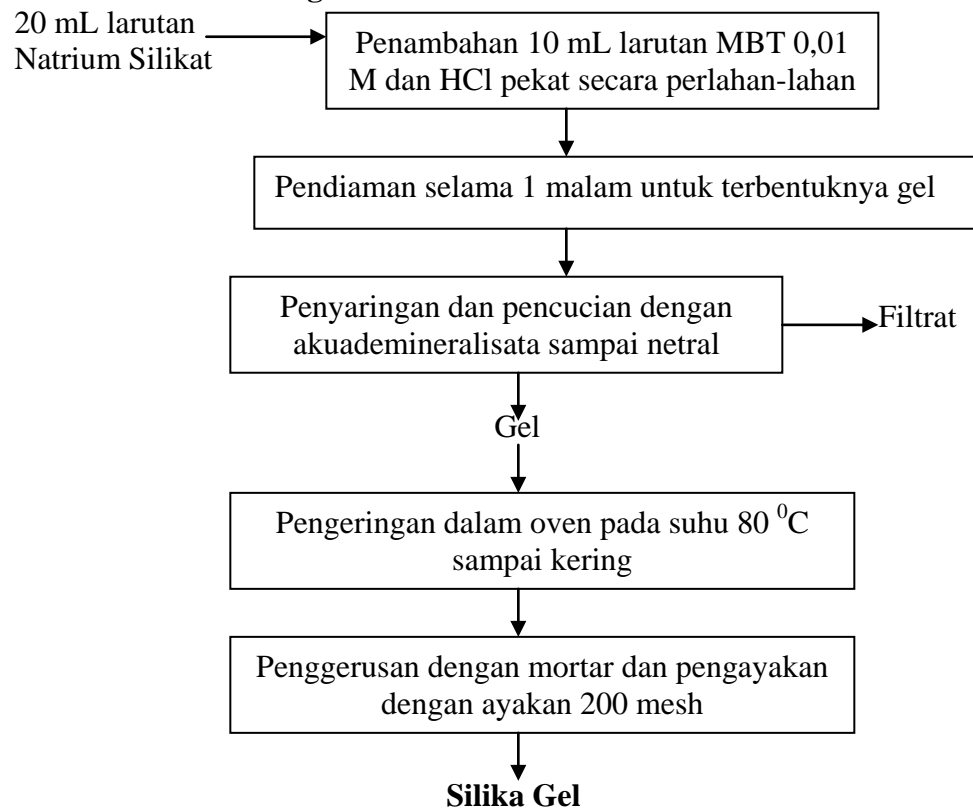 20 mL larutan
Natrium Silikat
Penambahan 10 mL larutan MBT 0,01
M dan HCl pekat secara perlahan-lahan
Pendiaman selama 1 malam untuk terbentuknya gel
Penyaringan dan pencucian dengan
akuademineralisata sampai netral
Filtrat
Gel
Pengeringan dalam oven pada suhu 80 ⁰C
sampai kering
Penggerusan dengan mortar dan pengayakan
dengan ayakan 200 mesh
Silika Gel